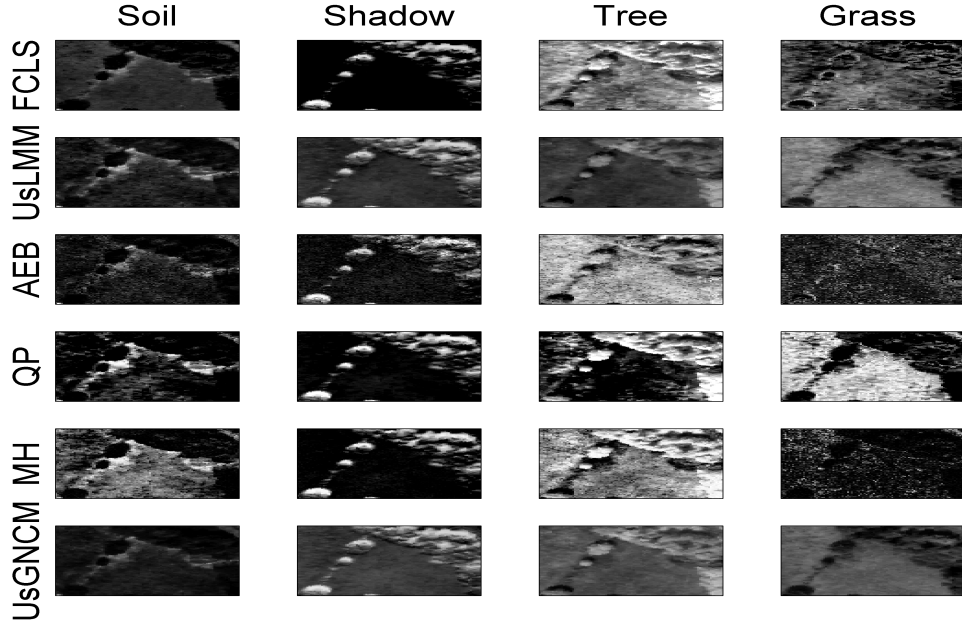 Soil Shadow Tree Grass
FCLS
UsLMM
AEB
QP
MH
UsGNCM